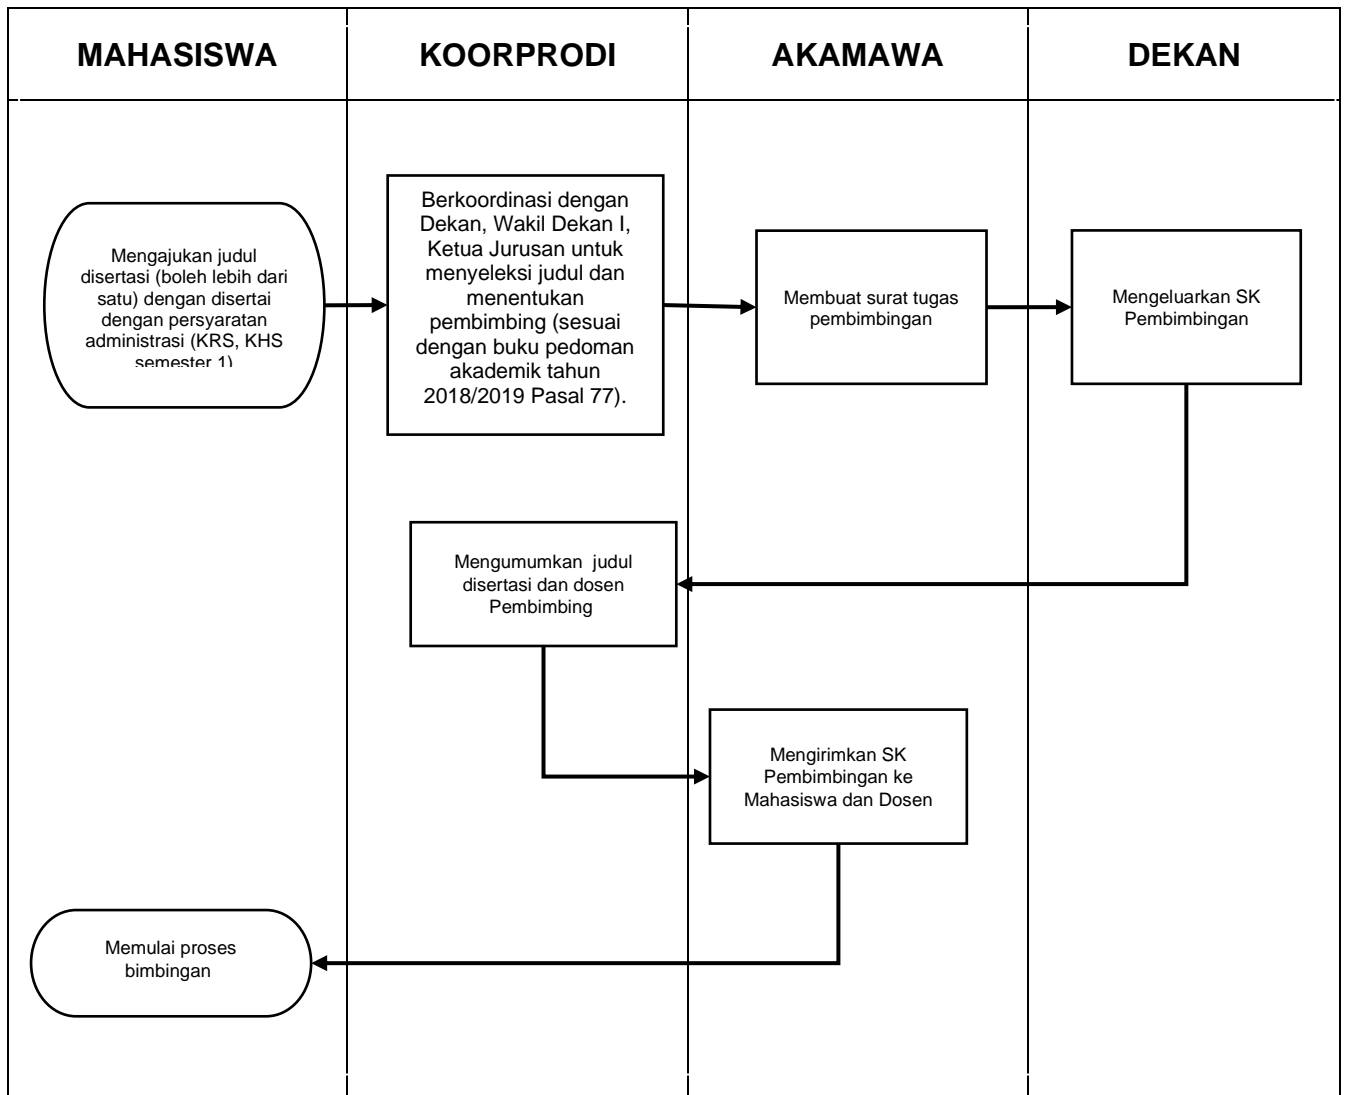 MAHASISWA
KOORPRODI
AKAMAWA
DEKAN
Mengajukan judul
disertasi (boleh lebih dari
satu) dengan disertai
dengan persyaratan
administrasi (KRS, KHS
semester 1)
Berkoordinasi dengan
Dekan, Wakil Dekan I,
Ketua Jurusan untuk
menyeleksi judul dan
menentukan
pembimbing (sesuai
dengan buku pedoman
akademik tahun
2018/2019 Pasal 77).
Membuat surat tugas
pembimbingan
Mengeluarkan SK
Pembimbingan
Mengumumkan judul
disertasi dan dosen
Pembimbing
Mengirimkan SK
Pembimbingan ke
Mahasiswa dan Dosen
Memulai proses
bimbingan